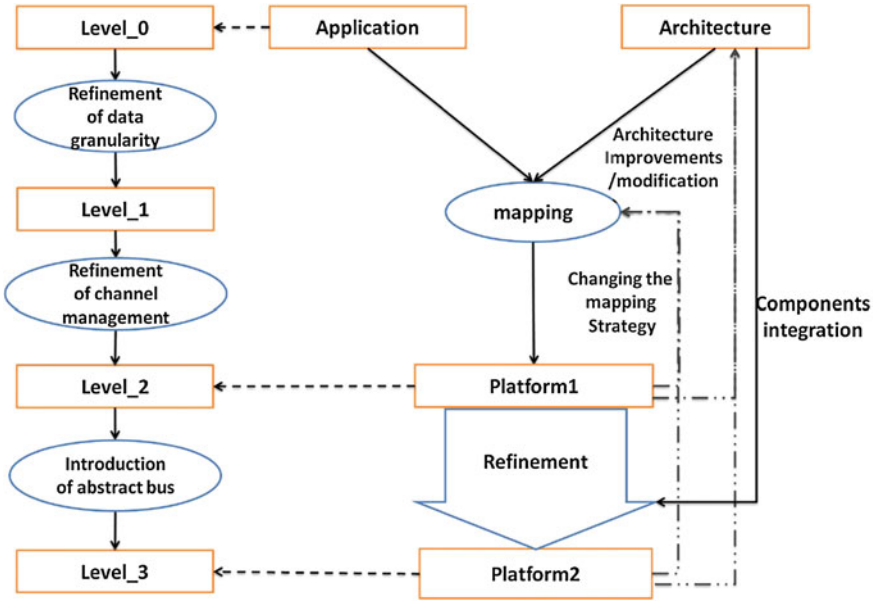 Level_0
Application
Architecture
Refinement
of data
granularity
Architecture
Improvements
/modification
Level_1
mapping
Refinement
of channel
management
Changing the
mapping
Strategy
Components
integration
Level_2
Platform1
Introduction
of abstract bus
Refinement
Level_3
Platform2